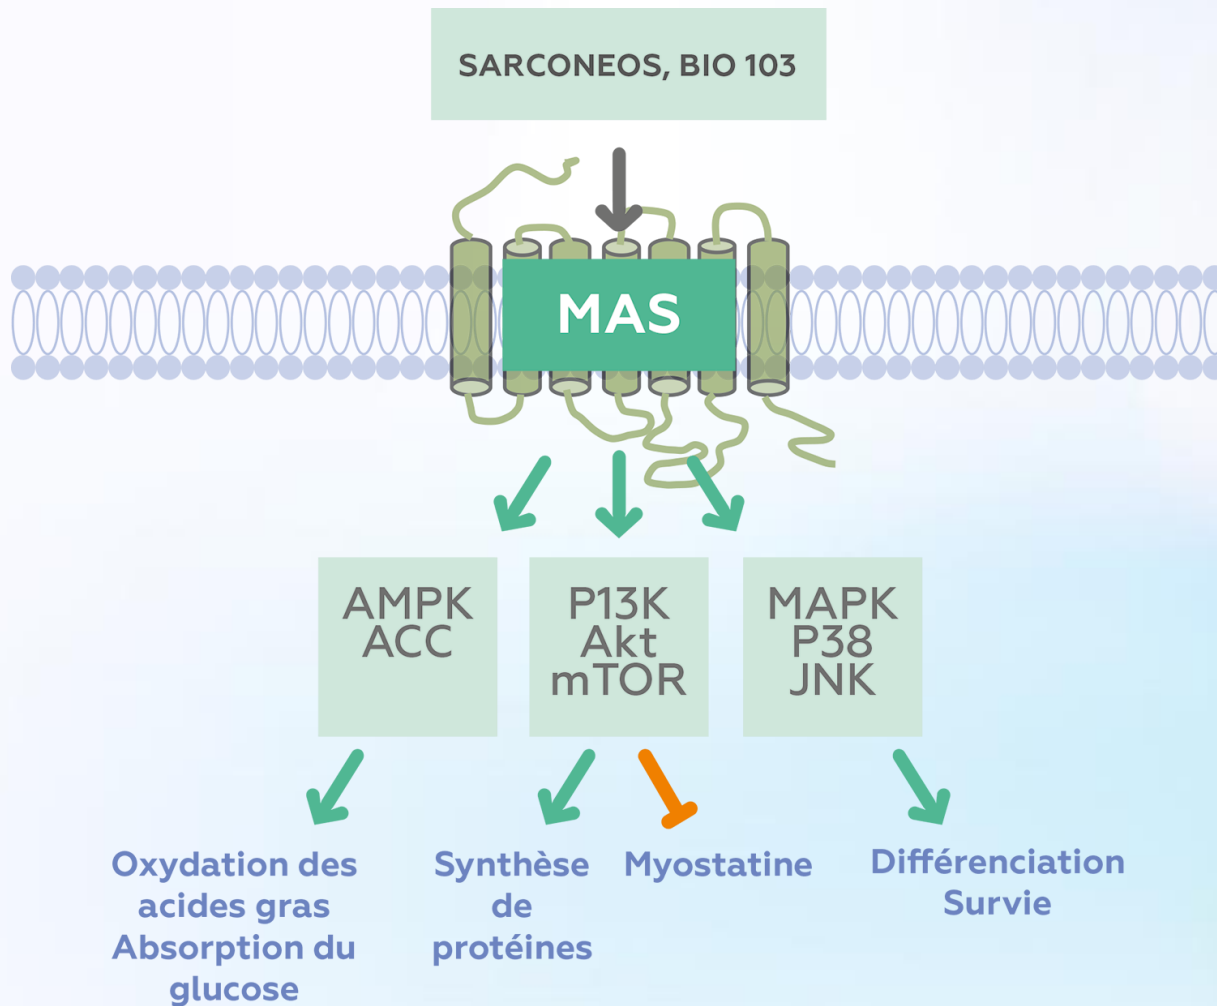 SARCONEOS, BIO 103
MAS
AMPK
ACC
P13K
Akt
mTOR
MAPK
P38
JNK
Oxydation des
acides gras
Absorption du
glucose
Synthèse
de
protéines
Myostatine
Différenciation
Survie